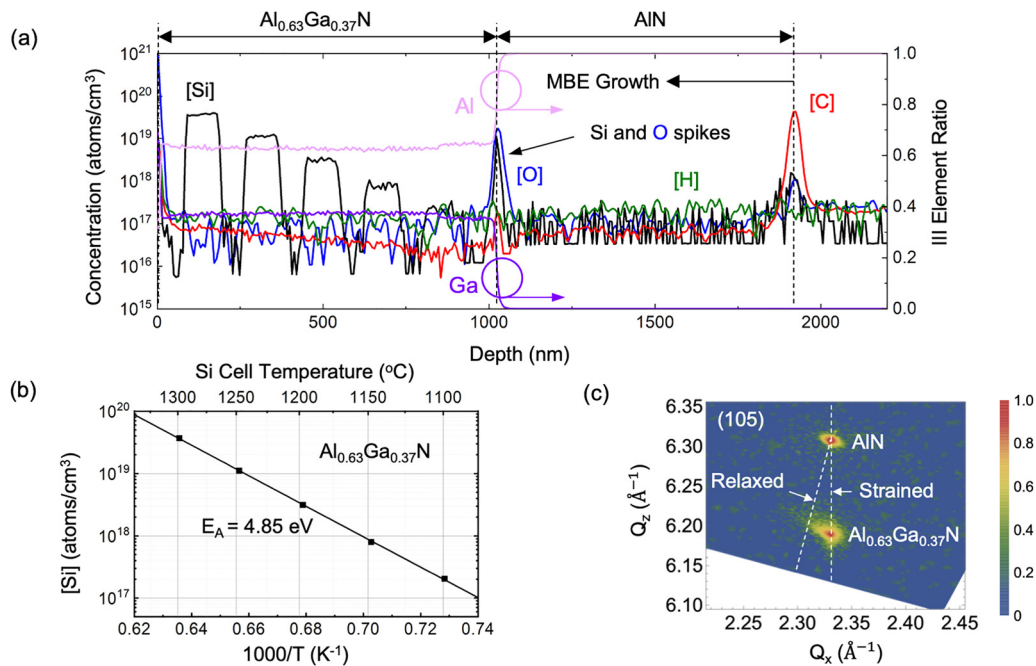 Al0.63Ga0.37N
AlN
(a)
10^21
10^20
10^19
10^18
10^17
10^16
10^15
Concentration (atoms/cm^3)
[Si]
Al
MBE Growth
[C]
Si and O spikes
[O]
[H]
Ga
1.0
0.8
0.6
0.4
0.2
0.0
III Element Ratio
0
500
1000
1500
2000
Depth (nm)
(b)
Si Cell Temperature (oC)
1300
1250
1200
1150
1100
10^20
10^19
10^18
10^17
[Si] (atoms/cm^3)
Al0.63Ga0.37N
EA = 4.85 eV
0.62
0.64
0.66
0.68
0.70
0.72
0.74
1000/T (K^-1)
(c)
6.35
6.30
6.25
6.20
6.15
6.10
Qz (Å^-1)
(105)
AlN
Relaxed
Strained
Al0.63Ga0.37N
2.25
2.30
2.35
2.40
2.45
Qx (Å^-1)
1.0
0.8
0.6
0.4
0.2
0